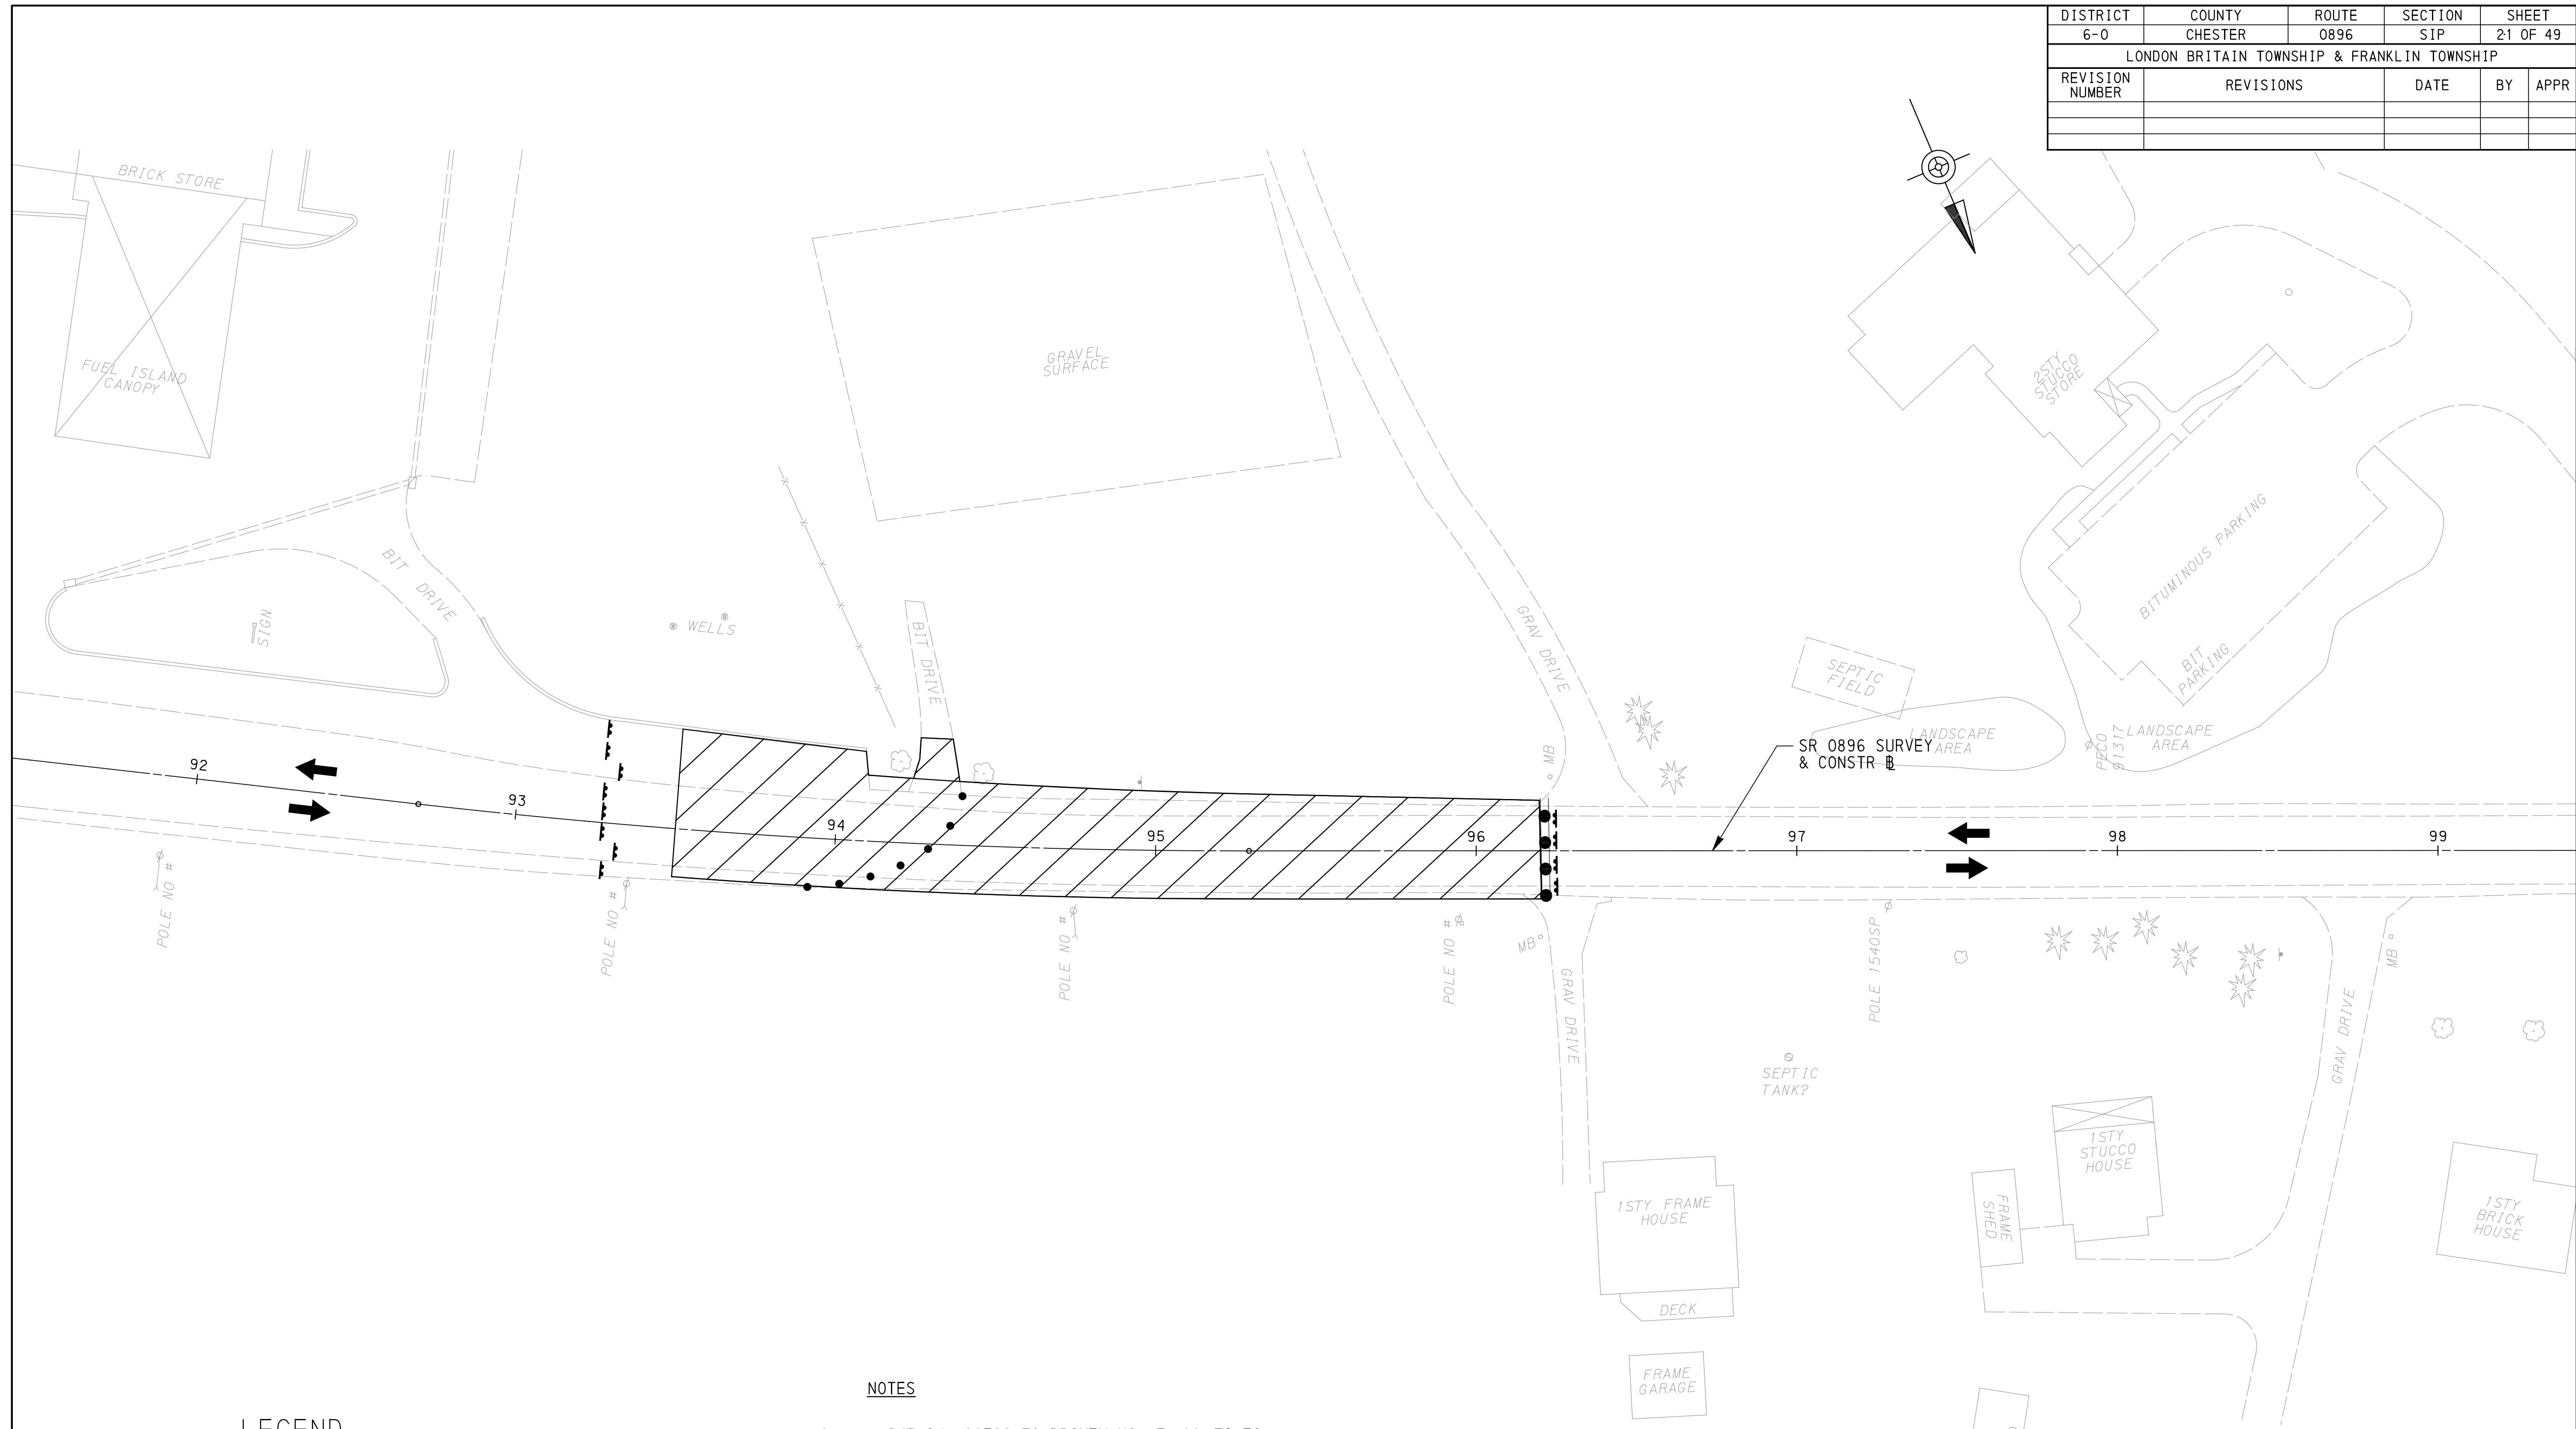 DISTRICT COUNTY ROUTE SECTION SHEET
6-0 CHESTER 0896 SIP 21 OF 49
LONDON BRITAIN TOWNSHIP & FRANKLIN TOWNSHIP
REVISION NUMBER REVISIONS DATE BY APPR
BRICK STORE
FUEL ISLAND
CANOPY
GRAVEL
SURFACE
2STY
STUCCO
STORE
BITUMINOUS PARKING
BIT
PARKING
BIT DRIVE
SIGN
WELLS
BIT DRIVE
GRAV DRIVE
SEPTIC
FIELD
LANDSCAPE
AREA
PECO
91317
LANDSCAPE
AREA
MB
SR 0896 SURVEY
& CONSTR B
92
93
94
95
96
97
98
99
POLE NO #
POLE NO #
POLE NO #
POLE NO #
MB
GRAV DRIVE
POLE 1540SP
MB
GRAV DRIVE
SEPTIC
TANK?
1STY FRAME
HOUSE
DECK
FRAME
GARAGE
FRAME
SHED
1STY
STUCCO
HOUSE
1STY
BRICK
HOUSE
NOTES
LEGEND